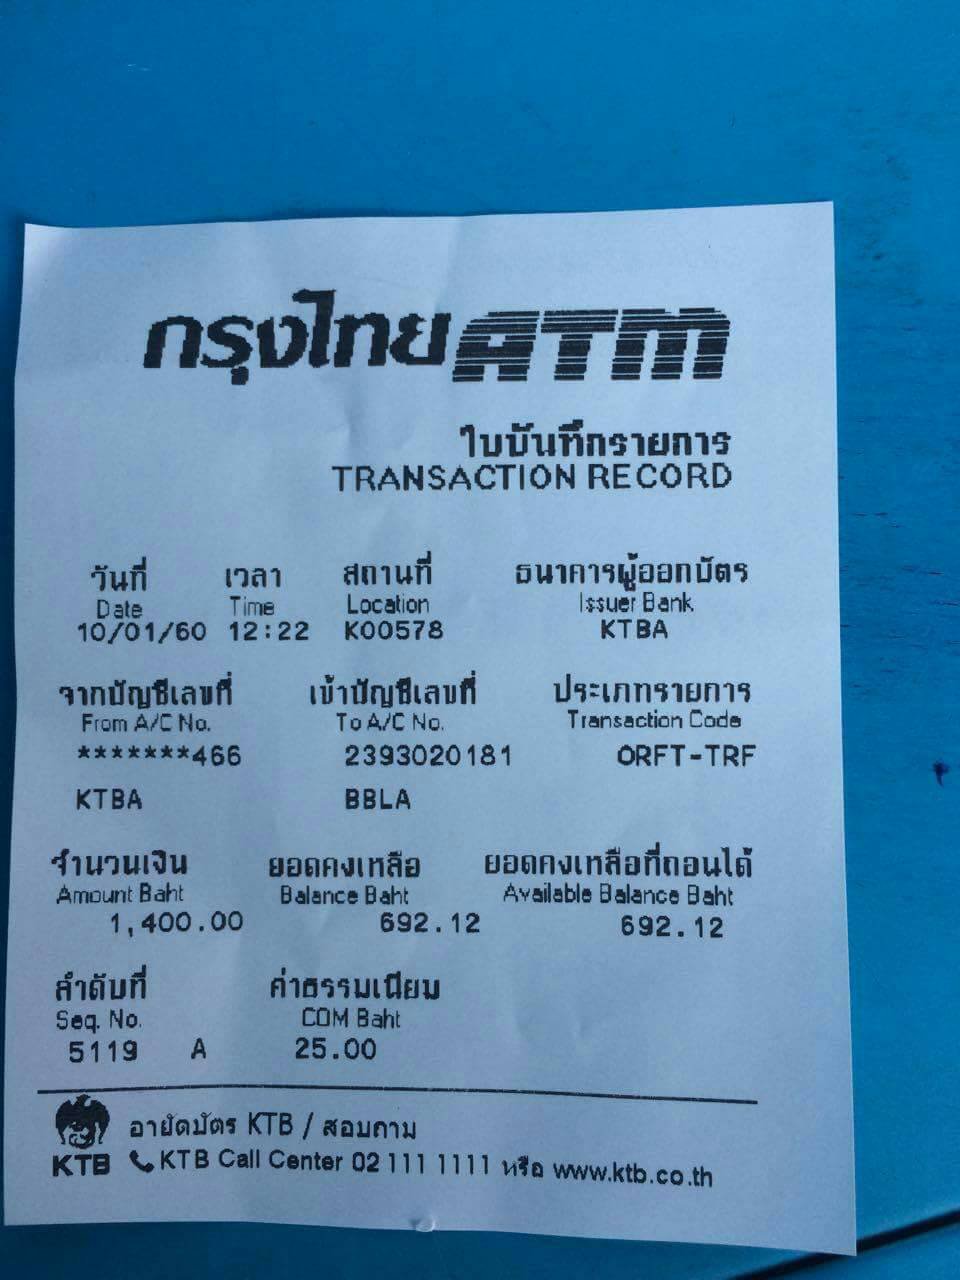 กรุงไทย ATM
ใบบันทึกรายการ
TRANSACTION RECORD
วันที่ เวลา สถานที่ ธนาคารผู้ออกบัตร
Date Time Location Issuer Bank
10/01/60 12:22 K00578 KTBA
จากบัญชีเลขที่ เข้าบัญชีเลขที่ ประเภทรายการ
From A/C No. To A/C No. Transaction Code
*******466 2393020181 ORFT-TRF
KTBA BBLA
จำนวนเงิน ยอดคงเหลือ ยอดคงเหลือที่ถอนได้
Amount Baht Balance Baht Available Balance Baht
1,400.00 692.12 692.12
ลำดับที่ ค่าธรรมเนียม
Seq. No. COM Baht
5119 A 25.00
อายัดบัตร KTB / สอบถาม
KTB KTB Call Center 02 111 1111 หรือ www.ktb.co.th